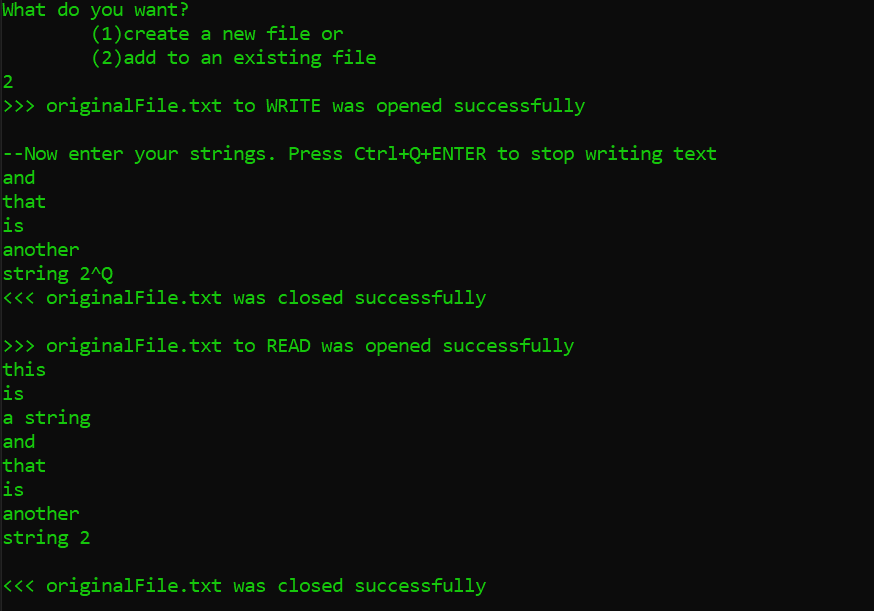 What do you want?
(1)create a new file or
(2)add to an existing file
2
>>> originalFile.txt to WRITE was opened successfully
--Now enter your strings. Press Ctrl+Q+ENTER to stop writing text
and
that
is
another
string 2^Q
<<< originalFile.txt was closed successfully
>>> originalFile.txt to READ was opened successfully
this
is
a string
and
that
is
another
string 2
<<< originalFile.txt was closed successfully